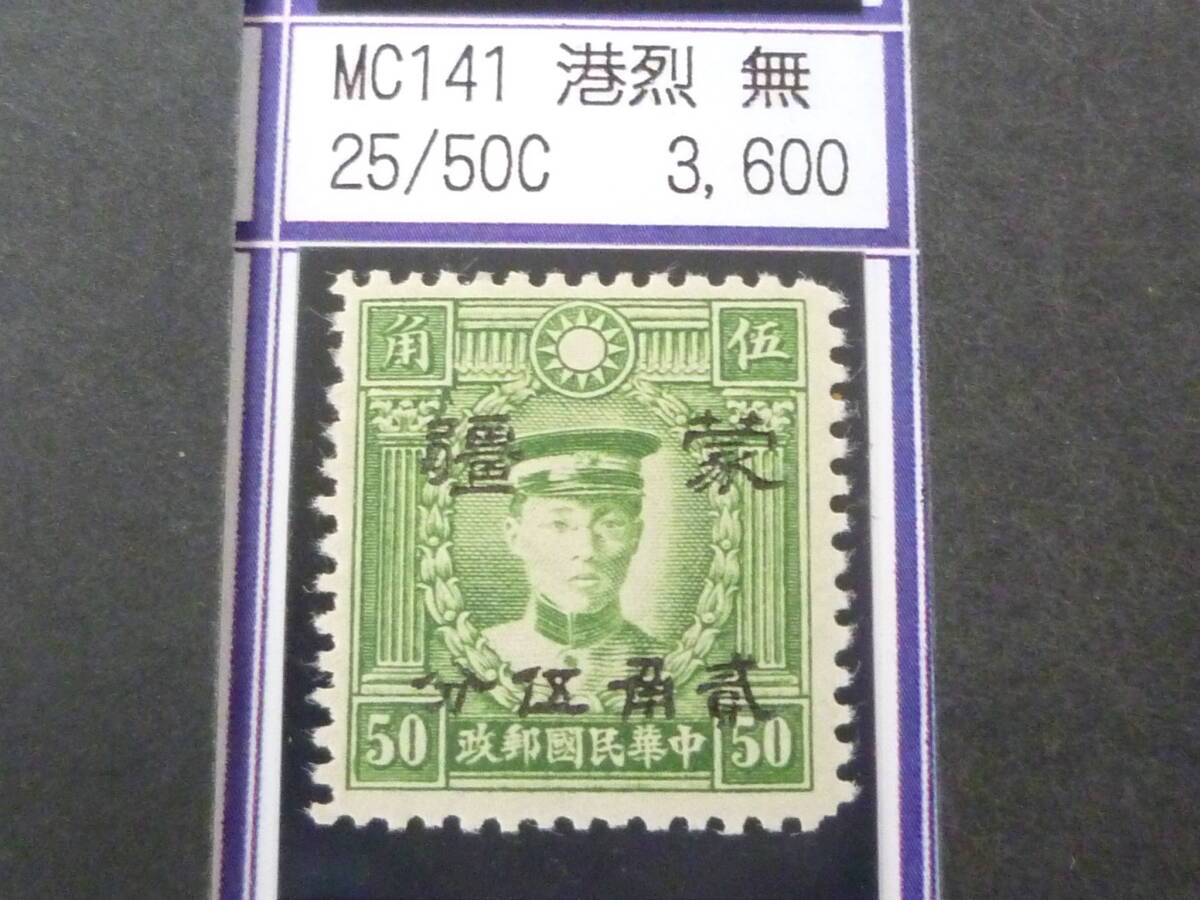 MC141 港烈 無
25/50C 3,600
角 伍
疆 蒙
分伍角貳
50 政郵國民華中 50